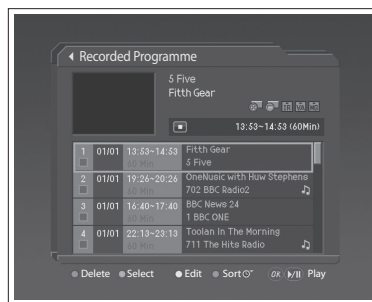 Recorded Programme
5 Five
Fitth Gear
13:53~14:53 (60Min)
1 01/01 13:53~14:53 Fitth Gear
60 Min 5 Five
2 01/01 19:26~20:26 OneNusic with Huw Stephens
60 Min 702 BBC Radio2
3 01/01 16:40~17:40 BBC News 24
60 Min 1 BBC ONE
4 01/01 22:13~23:13 Toolan In The Morning
60 Min 711 The Hits Radio
Delete Select Edit Sort OK Play